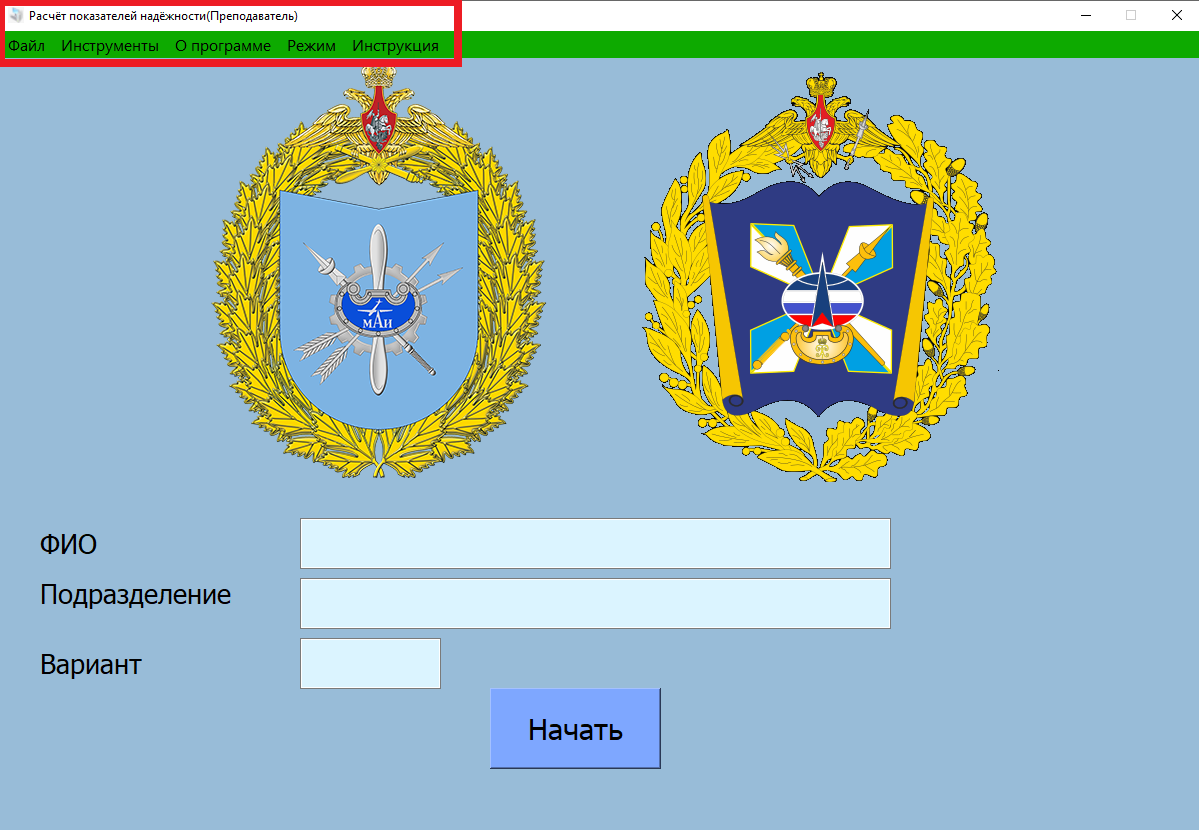 Расчёт показателей надёжности(Преподаватель)
Файл Инструменты О программе Режим Инструкция
МАИ
ФИО
Подразделение
Вариант
Начать